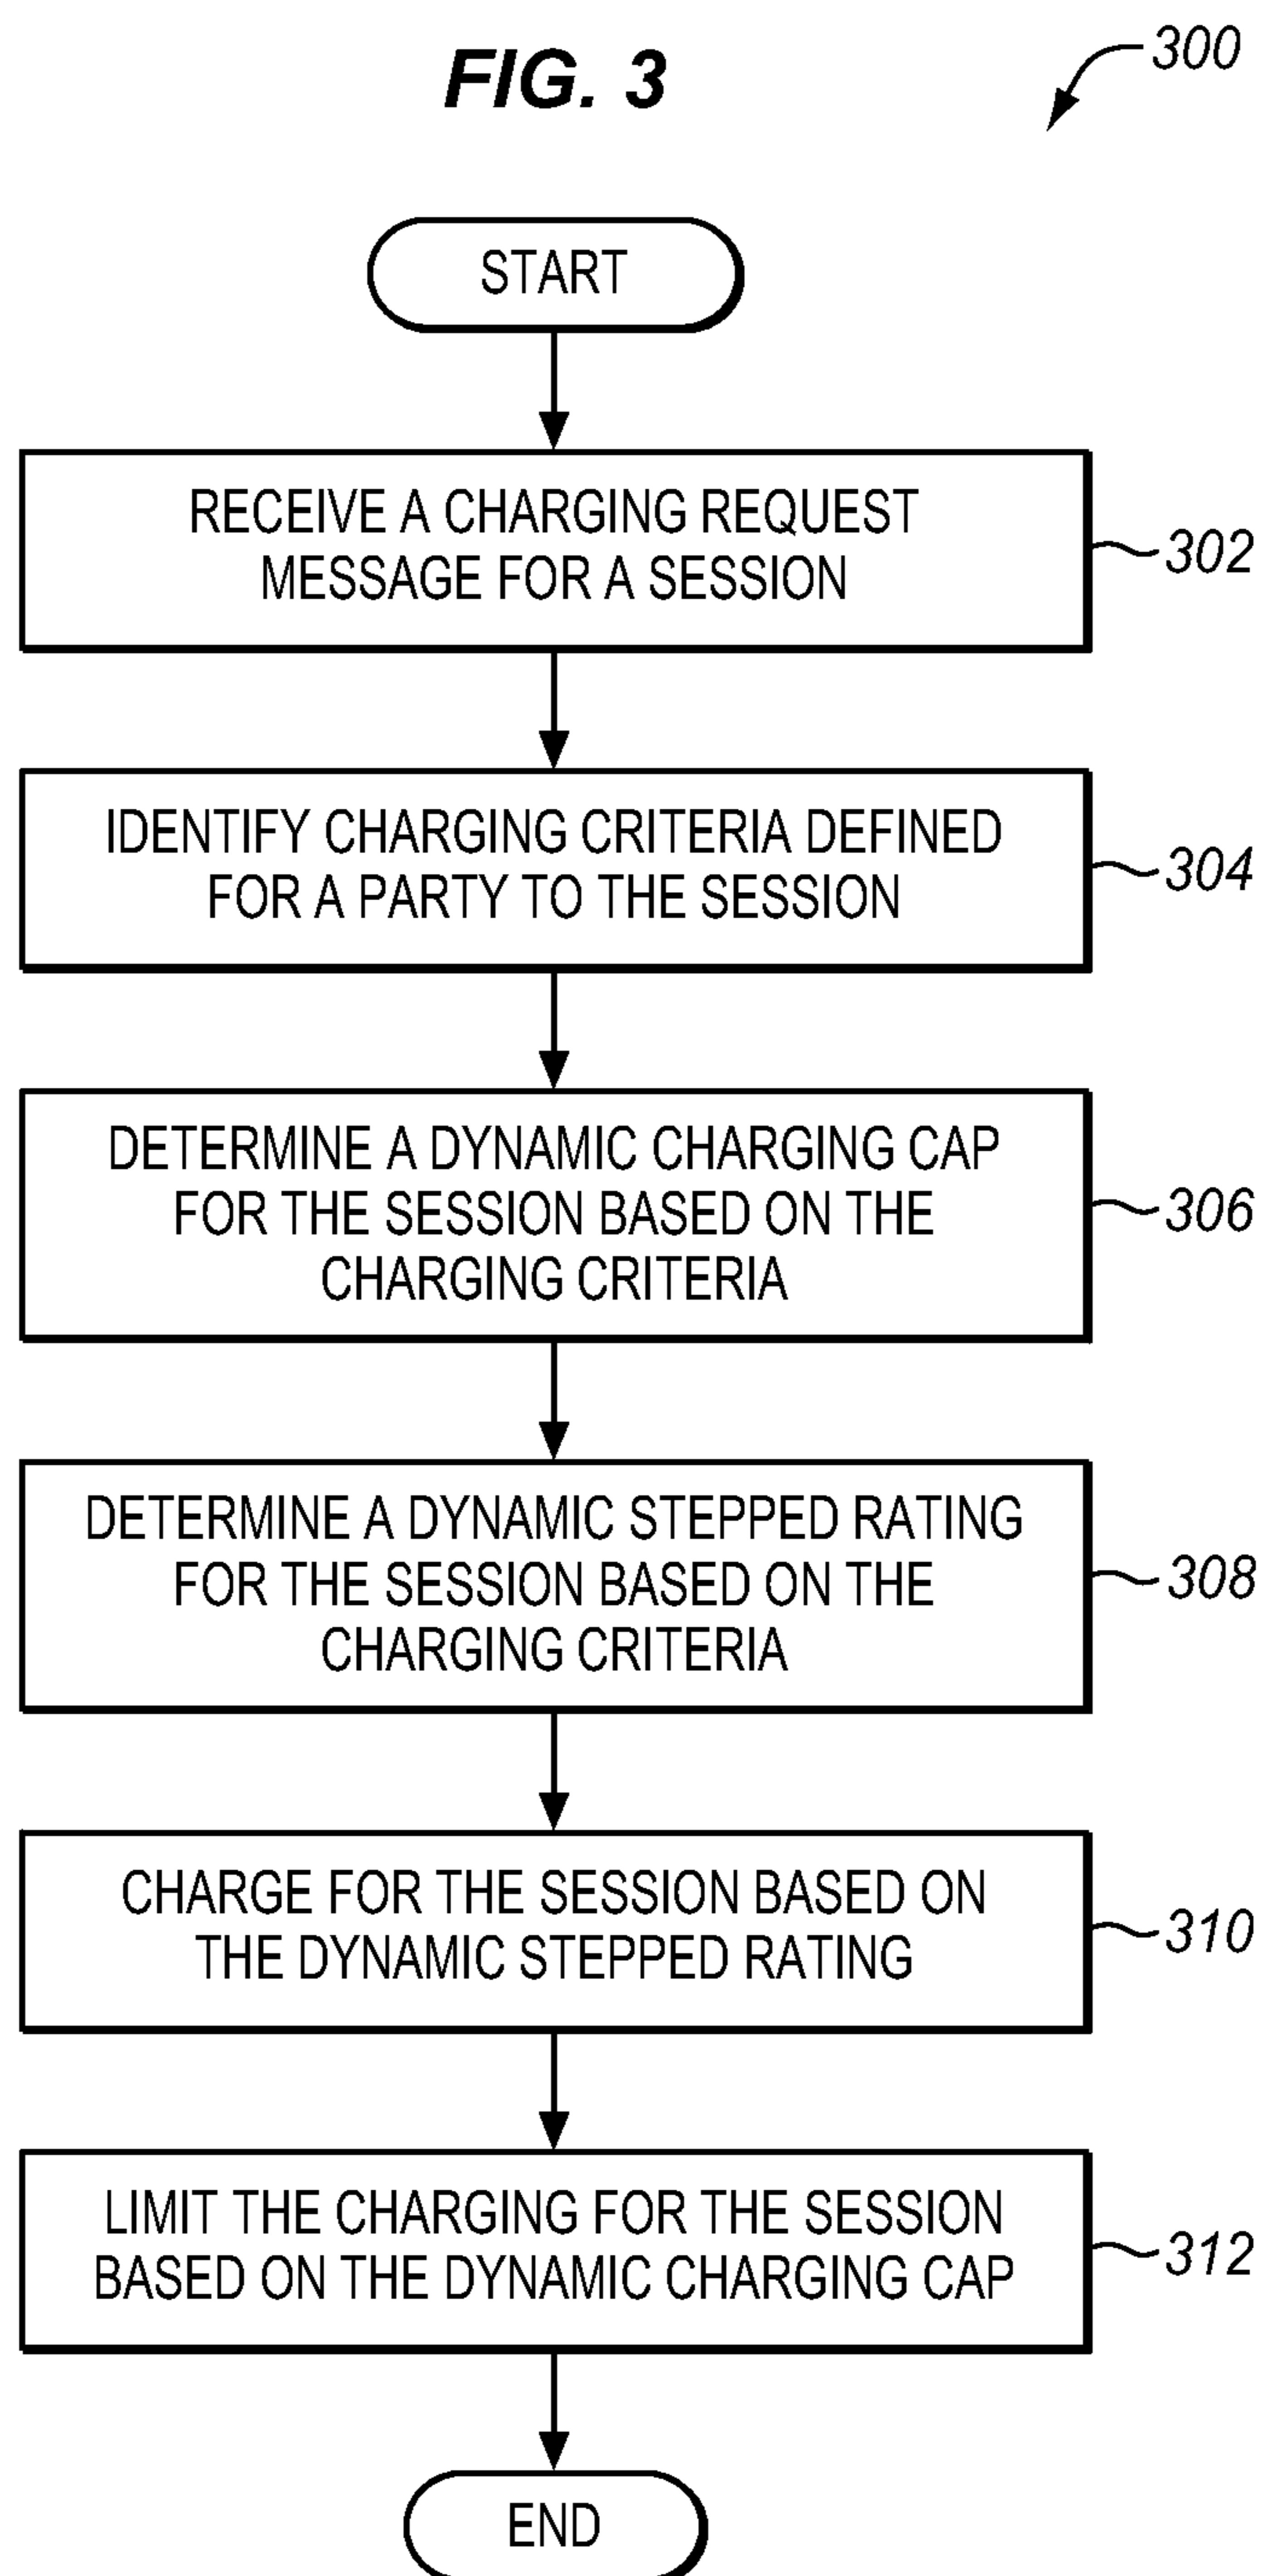 FIG. 3
300
START
RECEIVE A CHARGING REQUEST
MESSAGE FOR A SESSION
302
IDENTIFY CHARGING CRITERIA DEFINED
FOR A PARTY TO THE SESSION
304
DETERMINE A DYNAMIC CHARGING CAP
FOR THE SESSION BASED ON THE
CHARGING CRITERIA
306
DETERMINE A DYNAMIC STEPPED RATING
FOR THE SESSION BASED ON THE
CHARGING CRITERIA
308
CHARGE FOR THE SESSION BASED ON
THE DYNAMIC STEPPED RATING
310
LIMIT THE CHARGING FOR THE SESSION
BASED ON THE DYNAMIC CHARGING CAP
312
END